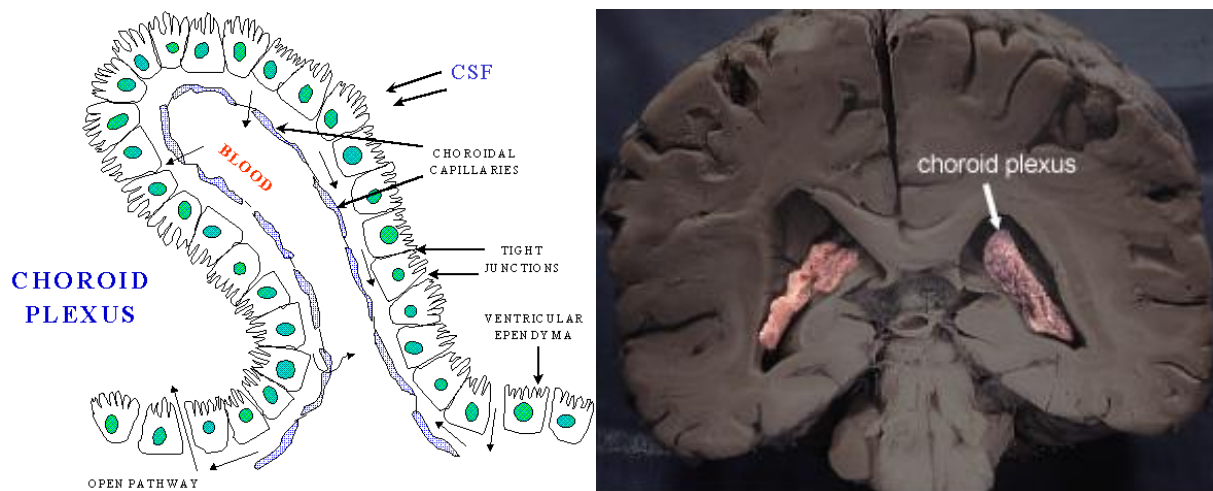 CSF
BLOOD
CHOROIDAL
CAPILLARIES
TIGHT
JUNCTIONS
CHOROID
PLEXUS
VENTRICULAR
EPENDYMA
OPEN PATHWAY
choroid plexus